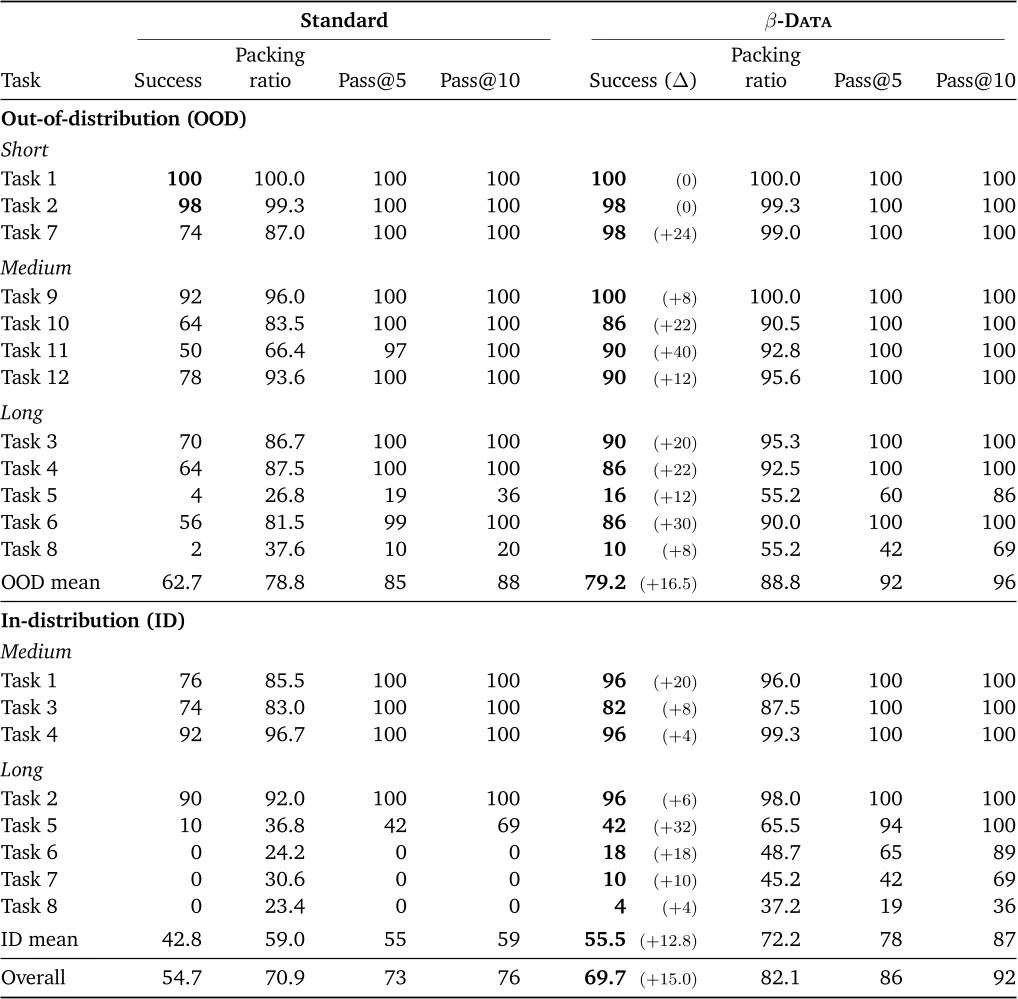 Standard β-DATA
Packing Packing
Task Success ratio Pass@5 Pass@10 Success (Δ) ratio Pass@5 Pass@10
Out-of-distribution (OOD)
Short
Task 1 100 100.0 100 100 100 (0) 100.0 100 100
Task 2 98 99.3 100 100 98 (0) 99.3 100 100
Task 7 74 87.0 100 100 98 (+24) 99.0 100 100
Medium
Task 9 92 96.0 100 100 100 (+8) 100.0 100 100
Task 10 64 83.5 100 100 86 (+22) 90.5 100 100
Task 11 50 66.4 97 100 90 (+40) 92.8 100 100
Task 12 78 93.6 100 100 90 (+12) 95.6 100 100
Long
Task 3 70 86.7 100 100 90 (+20) 95.3 100 100
Task 4 64 87.5 100 100 86 (+22) 92.5 100 100
Task 5 4 26.8 19 36 16 (+12) 55.2 60 86
Task 6 56 81.5 99 100 86 (+30) 90.0 100 100
Task 8 2 37.6 10 20 10 (+8) 55.2 42 69
OOD mean 62.7 78.8 85 88 79.2 (+16.5) 88.8 92 96
In-distribution (ID)
Medium
Task 1 76 85.5 100 100 96 (+20) 96.0 100 100
Task 3 74 83.0 100 100 82 (+8) 87.5 100 100
Task 4 92 96.7 100 100 96 (+4) 99.3 100 100
Long
Task 2 90 92.0 100 100 96 (+6) 98.0 100 100
Task 5 10 36.8 42 69 42 (+32) 65.5 94 100
Task 6 0 24.2 0 0 18 (+18) 48.7 65 89
Task 7 0 30.6 0 0 10 (+10) 45.2 42 69
Task 8 0 23.4 0 0 4 (+4) 37.2 19 36
ID mean 42.8 59.0 55 59 55.5 (+12.8) 72.2 78 87
Overall 54.7 70.9 73 76 69.7 (+15.0) 82.1 86 92